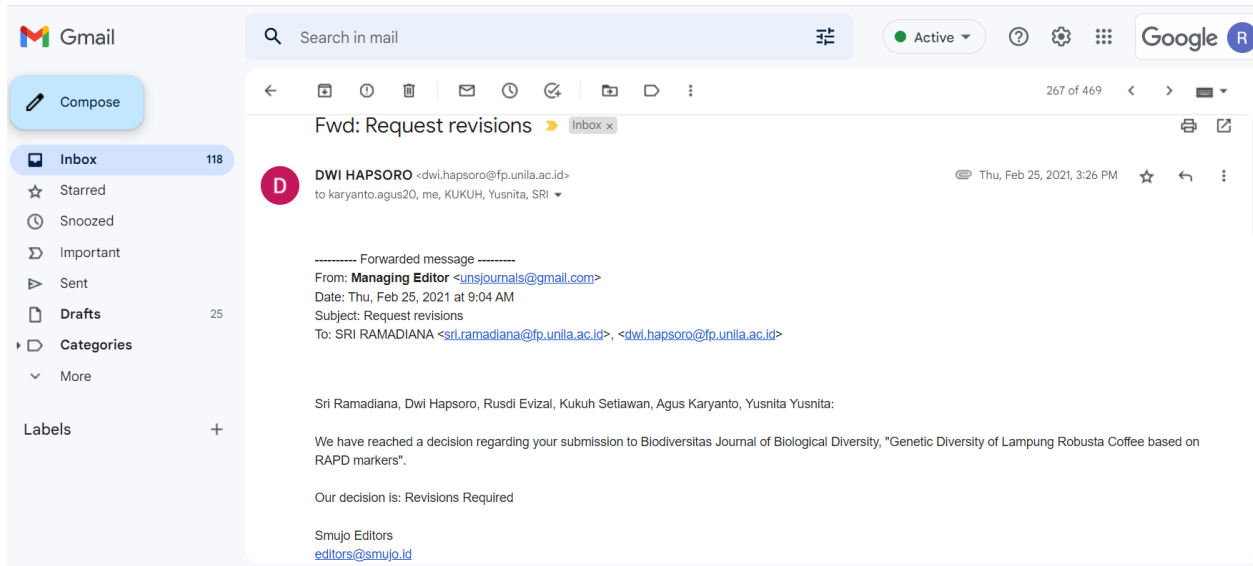 Gmail
Search in mail
Active
Google R
Compose
267 of 469
Fwd: Request revisions Inbox x
Inbox 118
Starred
Snoozed
Important
Sent
Drafts 25
Categories
More
Labels +
D
DWI HAPSORO <dwi.hapsoro@fp.unila.ac.id>
Thu, Feb 25, 2021, 3:26 PM
to karyanto.agus20, me, KUKUH, Yusnita, SRI
---------- Forwarded message ---------
From: Managing Editor <unsjournals@gmail.com>
Date: Thu, Feb 25, 2021 at 9:04 AM
Subject: Request revisions
To: SRI RAMADIANA <sri.ramadiana@fp.unila.ac.id>, <dwi.hapsoro@fp.unila.ac.id>
Sri Ramadiana, Dwi Hapsoro, Rusdi Evizal, Kukuh Setiawan, Agus Karyanto, Yusnita Yusnita:
We have reached a decision regarding your submission to Biodiversitas Journal of Biological Diversity, "Genetic Diversity of Lampung Robusta Coffee based on
RAPD markers".
Our decision is: Revisions Required
Smujo Editors
editors@smujo.id